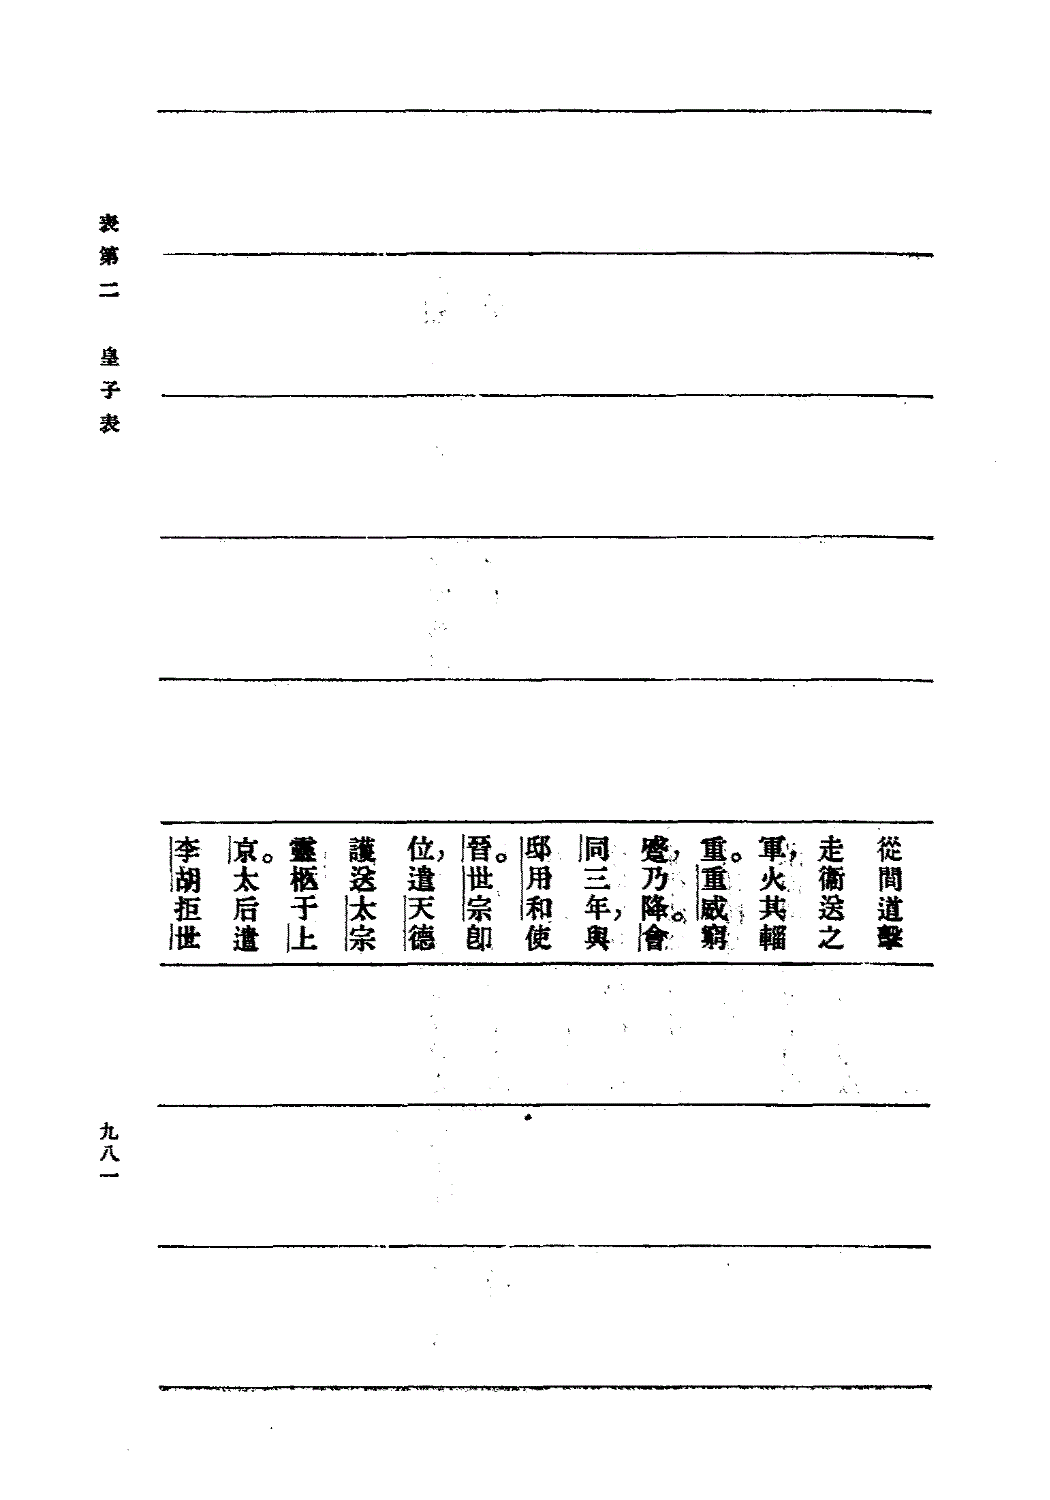 從間道擊
走衞送之
軍，火其輜
重。重威窮
蹙，乃降。會
同三年，與
邸用和使
晉。世宗卽
位，遣天德
護送太宗
靈柩于上
京。太后遣
李胡拒世
表第二　皇子表
九八一